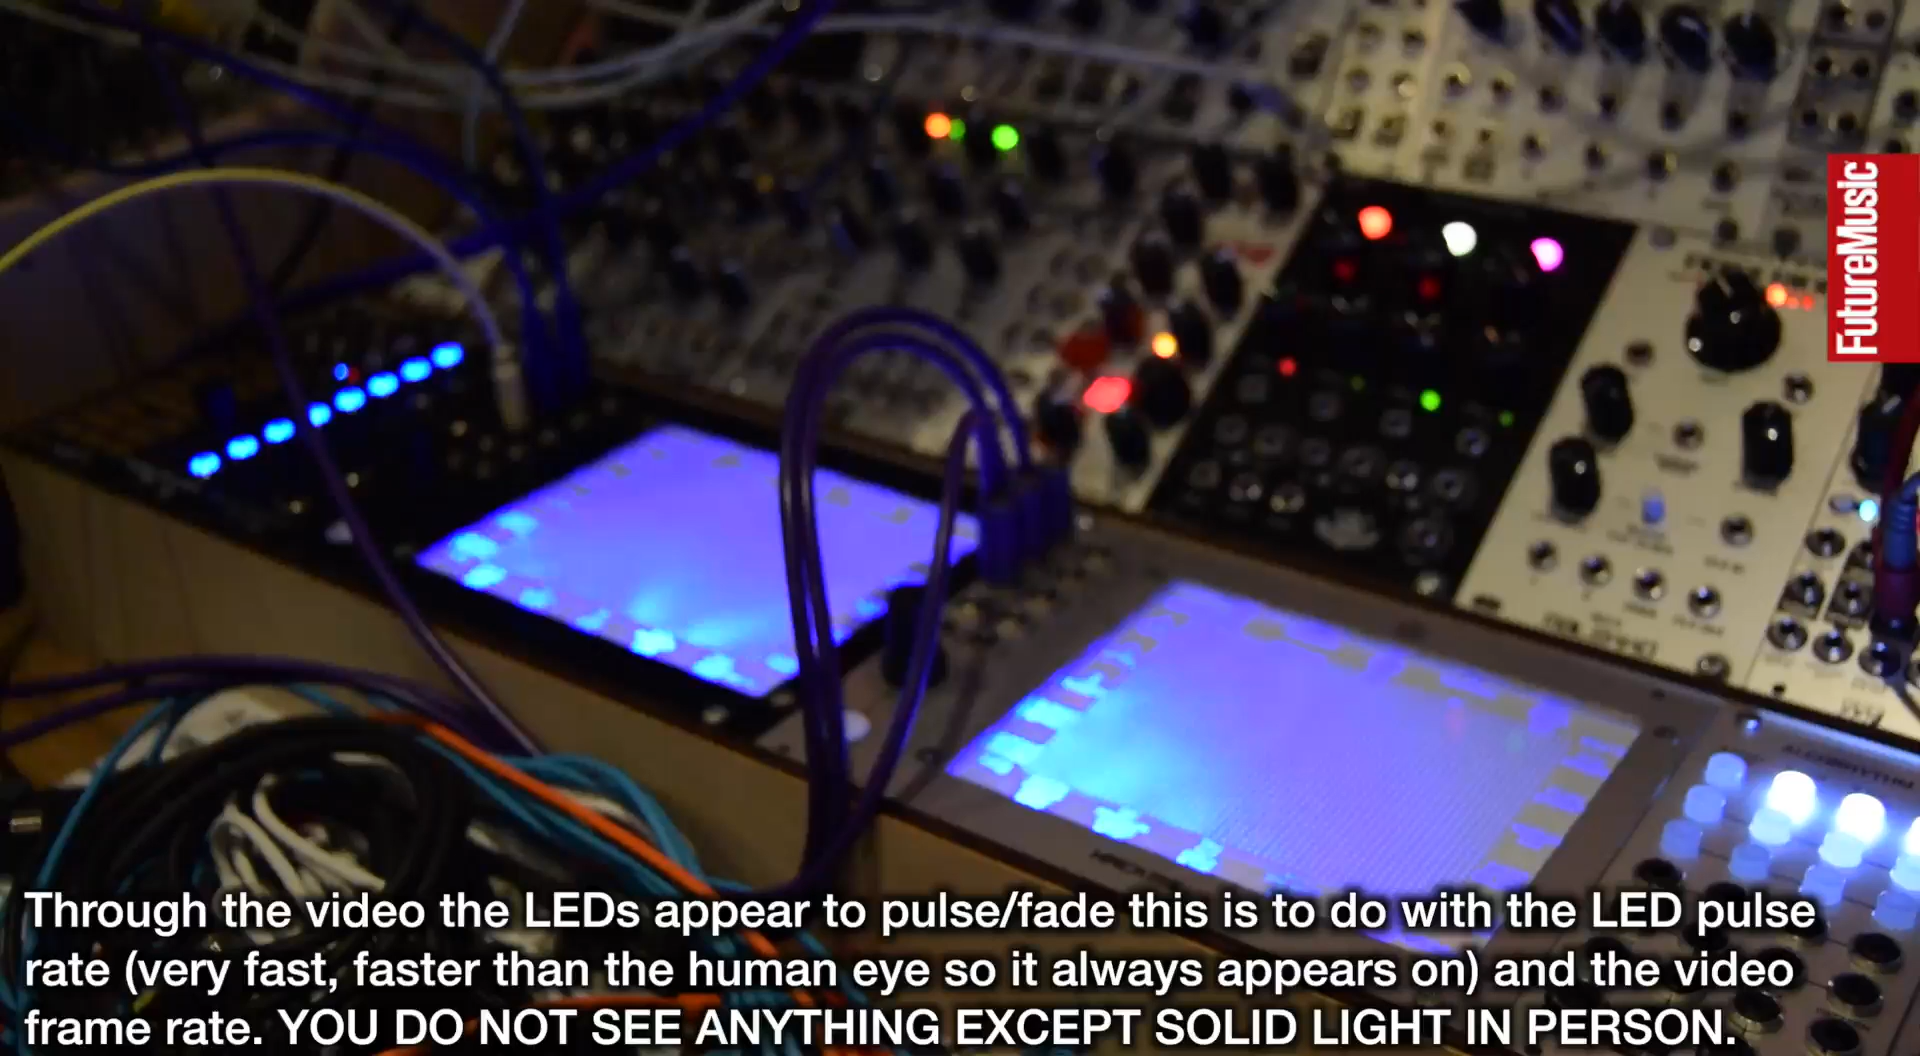 FutureMusic
Through the video the LEDs appear to pulse/fade this is to do with the LED pulse
rate (very fast, faster than the human eye so it always appears on) and the video
frame rate. YOU DO NOT SEE ANYTHING EXCEPT SOLID LIGHT IN PERSON.